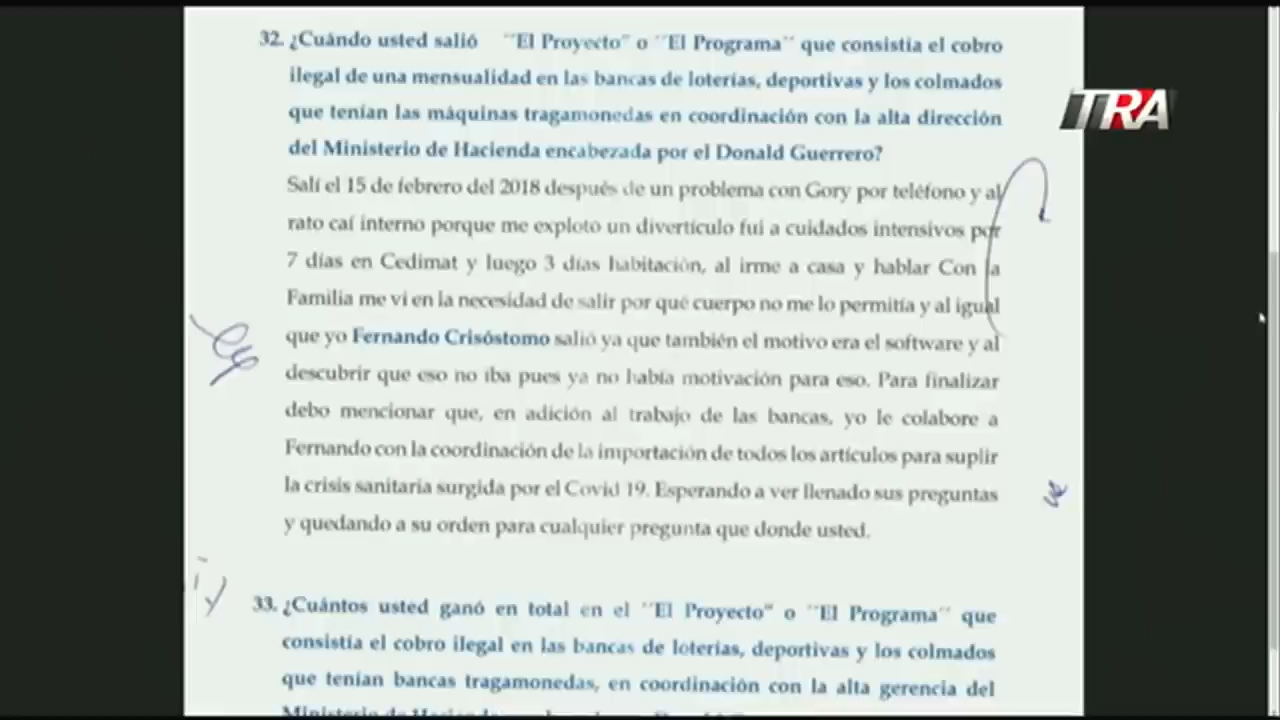 32. ¿Cuándo usted salió "El Proyecto" o "El Programa" que consistía el cobro
ilegal de una mensualidad en las bancas de loterías, deportivas y los colmados
que tenían las máquinas tragamonedas en coordinación con la alta dirección
del Ministerio de Hacienda encabezada por el Donald Guerrero?
Salí el 15 de febrero del 2018 después de un problema con Gory por teléfono y al
rato caí interno porque me exploto un divertículo fui a cuidados intensivos por
7 días en Cedimat y luego 3 días habitación, al irme a casa y hablar Con la
Familia me vi en la necesidad de salir por qué cuerpo no me lo permitía y al igual
que yo Fernando Crisóstomo salió ya que también el motivo era el software y al
descubrir que eso no iba pues ya no había motivación para eso. Para finalizar
debo mencionar que, en adición al trabajo de las bancas, yo le colabore a
Fernando con la coordinación de la importación de todos los artículos para suplir
la crisis sanitaria surgida por el Covid 19. Esperando a ver llenado sus preguntas
y quedando a su orden para cualquier pregunta que donde usted.
33. ¿Cuántos usted ganó en total en el "El Proyecto" o "El Programa" que
consistía el cobro ilegal en las bancas de loterías, deportivas y los colmados
que tenían bancas tragamonedas, en coordinación con la alta gerencia del
Ministerio de Hacienda
TRA